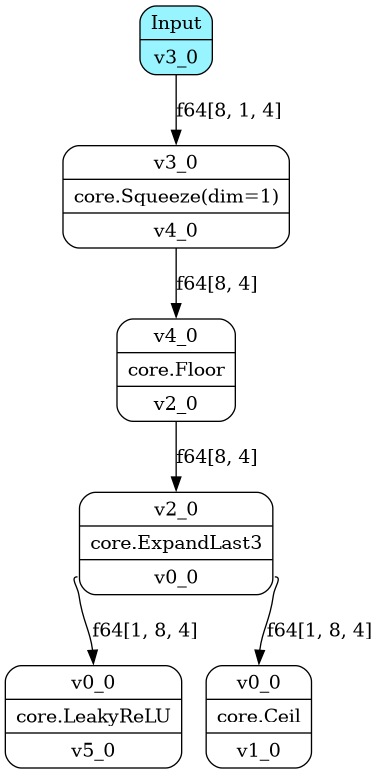 Input
v3_0
f64[8, 1, 4]
v3_0
core.Squeeze(dim=1)
v4_0
f64[8, 4]
v4_0
core.Floor
v2_0
f64[8, 4]
v2_0
core.ExpandLast3
v0_0
f64[1, 8, 4]
f64[1, 8, 4]
v0_0
core.LeakyReLU
v5_0
v0_0
core.Ceil
v1_0